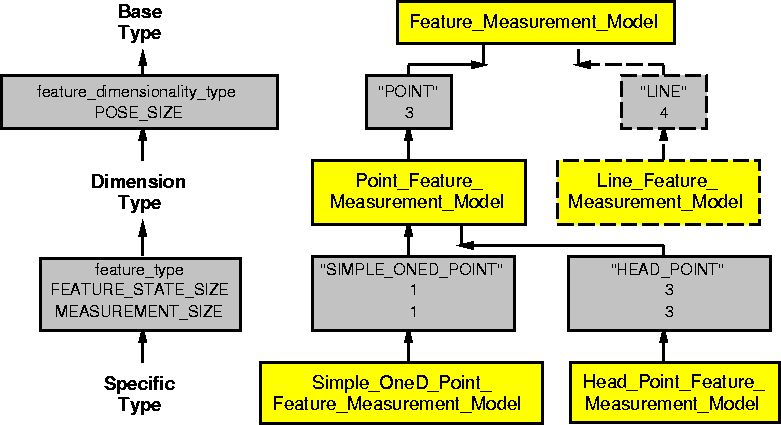 Base
Type
feature_dimensionality_type
POSE_SIZE
Dimension
Type
feature_type
FEATURE_STATE_SIZE
MEASUREMENT_SIZE
Specific
Type
Feature_Measurement_Model
"POINT"
3
"LINE"
4
Point_Feature_
Measurement_Model
Line_Feature_
Measurement_Model
"SIMPLE_ONED_POINT"
1
1
"HEAD_POINT"
3
3
Simple_OneD_Point_
Feature_Measurement_Model
Head_Point_Feature_
Measurement_Model